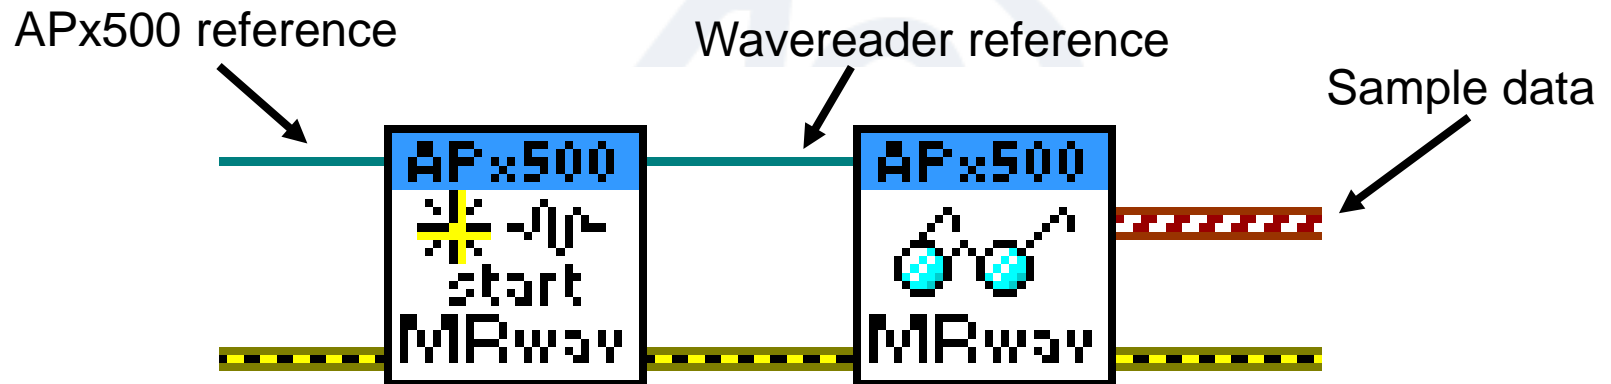 APx500 reference
Wavereader reference
Sample data
APx500
start
MRwav
APx500
MRwav